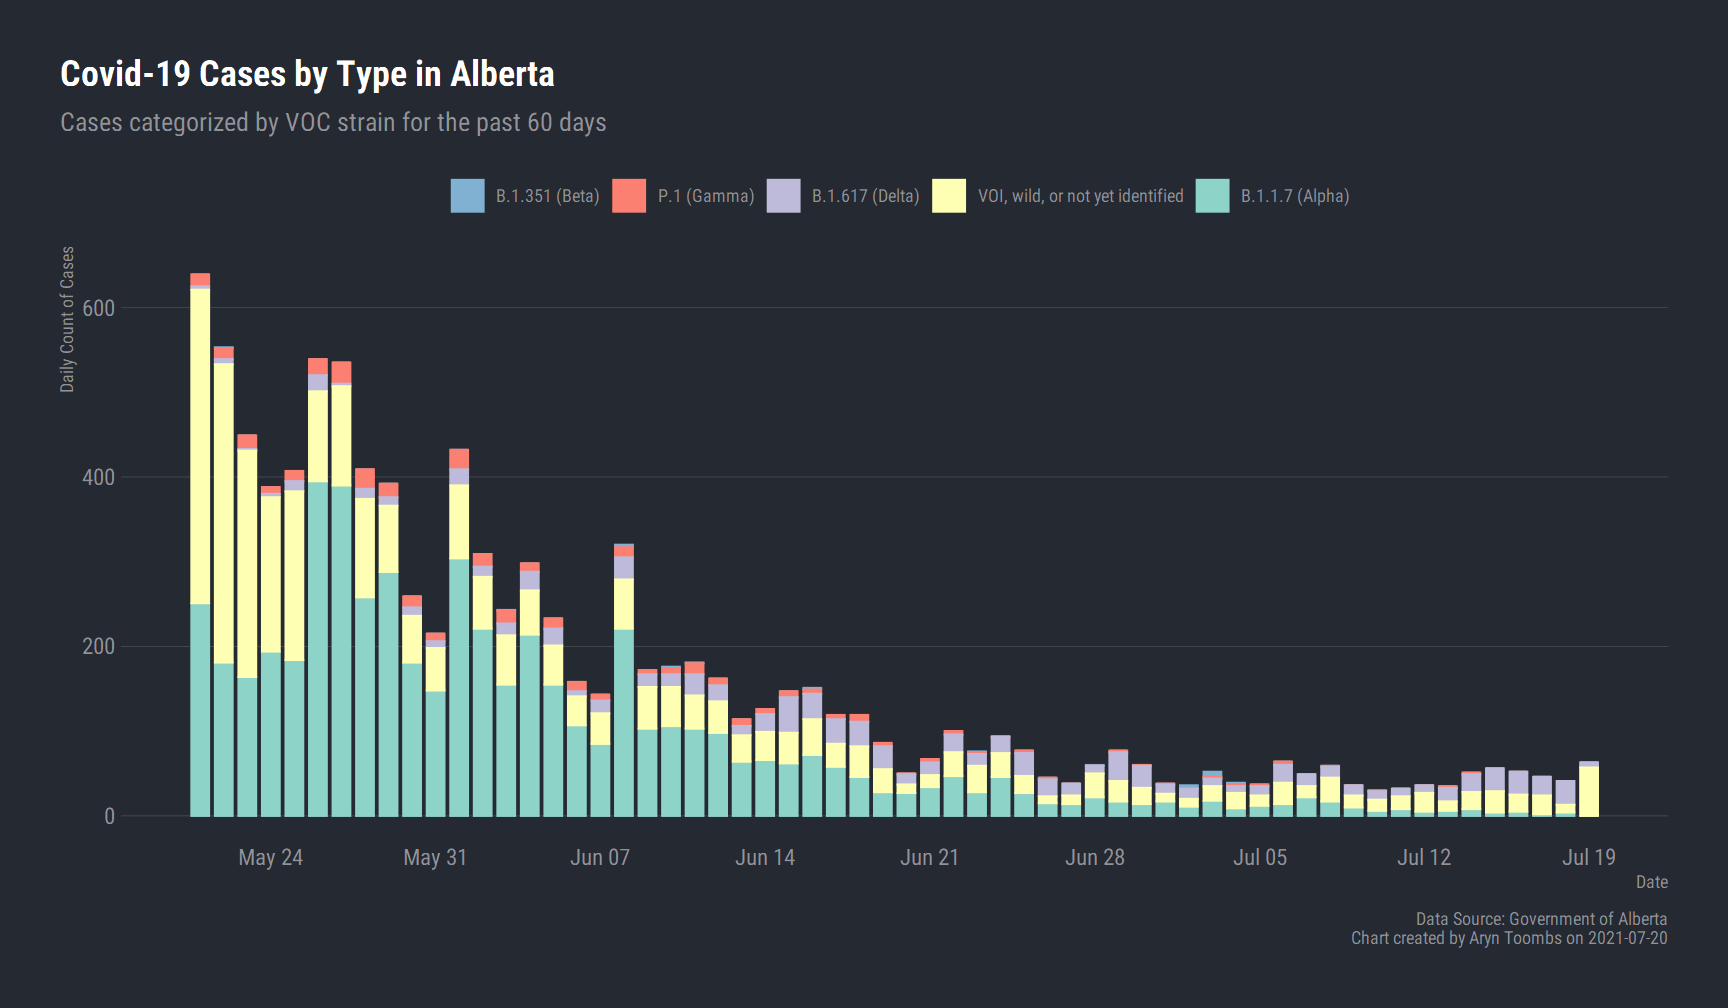 Covid-19 Cases by Type in Alberta
Cases categorized by VOC strain for the past 60 days
B.1.351 (Beta) P.1 (Gamma) B.1.617 (Delta) VOI, wild, or not yet identified B.1.1.7 (Alpha)
Daily Count of Cases
600
400
200
0
May 24 May 31 Jun 07 Jun 14 Jun 21 Jun 28 Jul 05 Jul 12 Jul 19
Date
Data Source: Government of Alberta
Chart created by Aryn Toombs on 2021-07-20